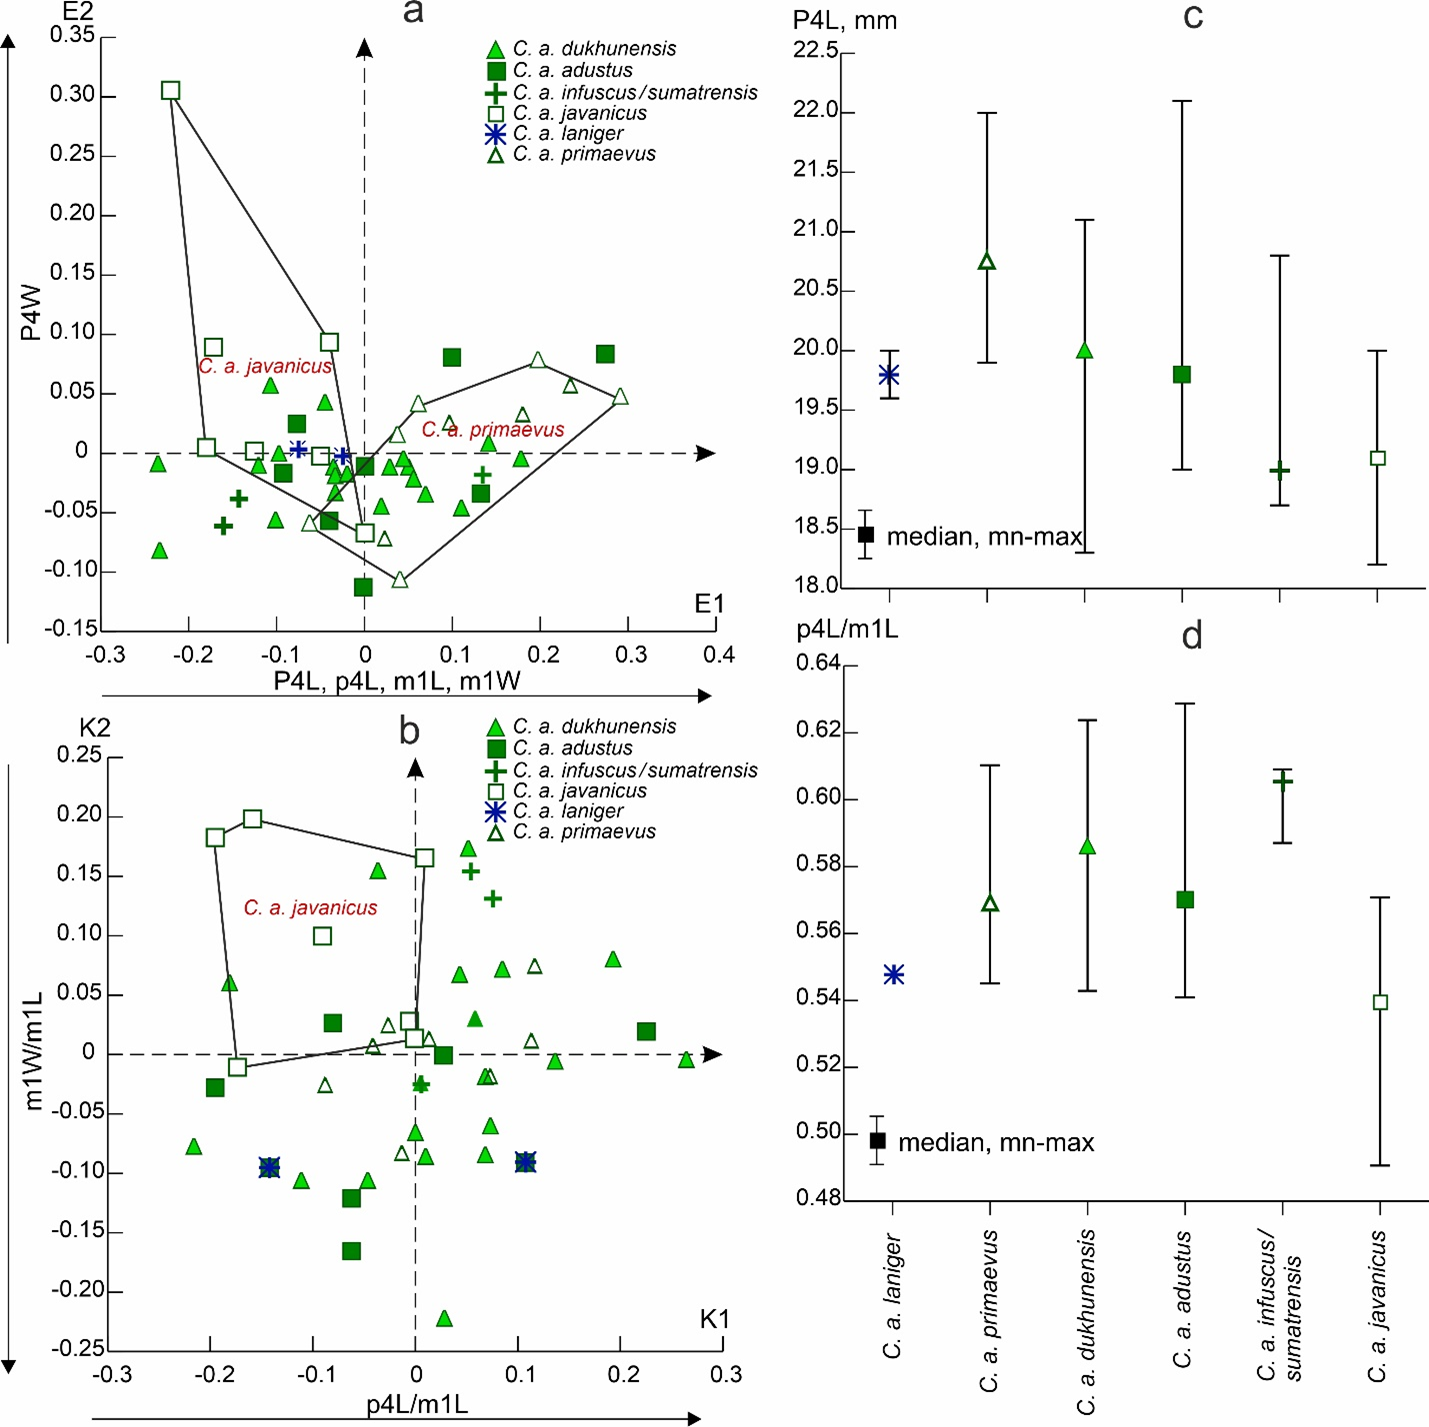 a
E2
0.35
0.30
0.25
0.20
0.15
0.10
0.05
0
-0.05
-0.10
-0.15
P4W
C. a. dukhunensis
C. a. adustus
C. a. infuscus/sumatrensis
C. a. javanicus
C. a. laniger
C. a. primaevus
C. a. javanicus
C. a. primaevus
E1
-0.3 -0.2 -0.1 0 0.1 0.2 0.3 0.4
P4L, p4L, m1L, m1W
b
K2
0.25
0.20
0.15
0.10
0.05
0
-0.05
-0.10
-0.15
-0.20
-0.25
m1W/m1L
C. a. dukhunensis
C. a. adustus
C. a. infuscus/sumatrensis
C. a. javanicus
C. a. laniger
C. a. primaevus
C. a. javanicus
K1
-0.3 -0.2 -0.1 0 0.1 0.2 0.3
p4L/m1L
c
P4L, mm
22.5
22.0
21.5
21.0
20.5
20.0
19.5
19.0
18.5
18.0
median, mn-max
d
p4L/m1L
0.64
0.62
0.60
0.58
0.56
0.54
0.52
0.50
0.48
median, mn-max
C. a. laniger
C. a. primaevus
C. a. dukhunensis
C. a. adustus
C. a. infuscus/
sumatrensis
C. a. javanicus